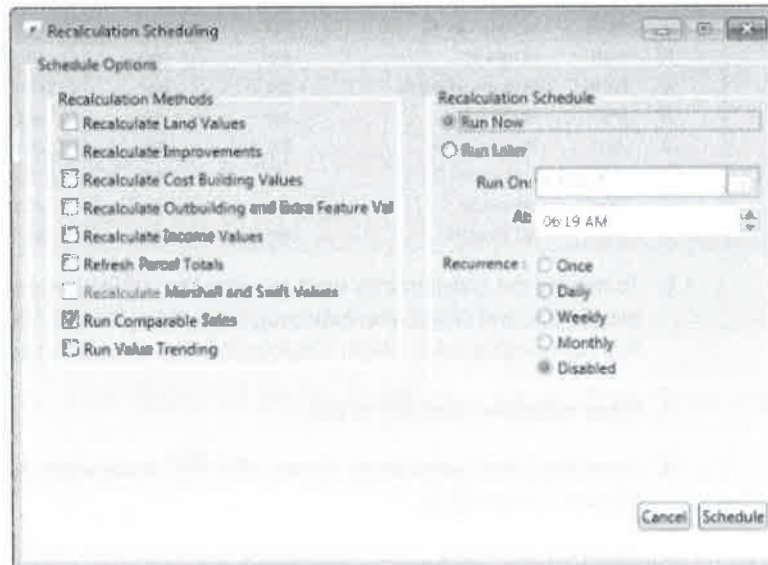 Recalculation Scheduling
Schedule Options
Recalculation Methods
Recalculate Land Values
Recalculate Improvements
Recalculate Cost Building Values
Recalculate Outbuilding and Extra Feature Val
Recalculate Income Values
Refresh Parcel Totals
Recalculate Marshall and Swift Values
Run Comparable Sales
Run Value Trending
Recalculation Schedule
Run Now
Run Later
Run On:
At: 06:19 AM
Recurrence :
Once
Daily
Weekly
Monthly
Disabled
Cancel
Schedule